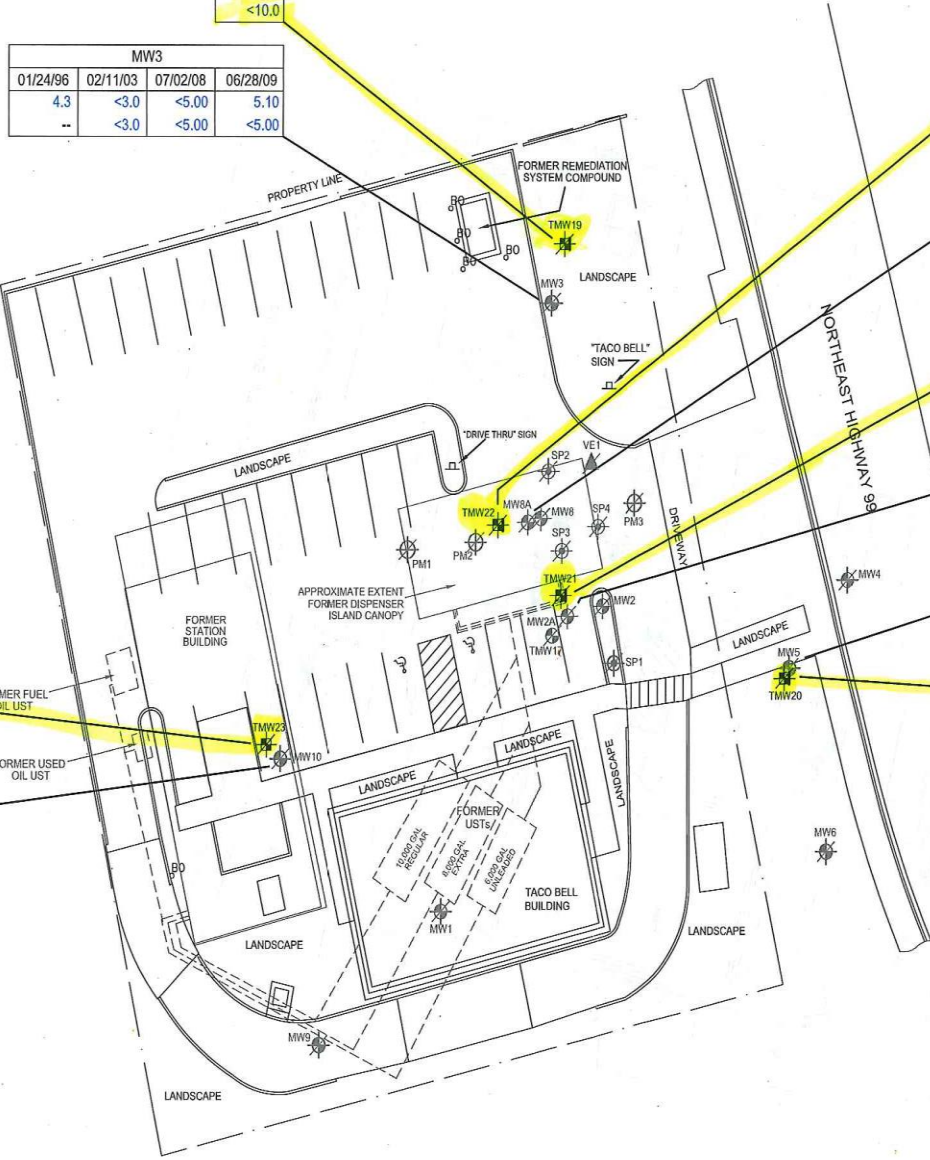 <10.0
MW3
01/24/96 02/11/03 07/02/08 06/28/09
4.3 <3.0 <5.00 5.10
-- <3.0 <5.00 <5.00
PROPERTY LINE
FORMER REMEDIATION
SYSTEM COMPOUND
BO
BO
BO
BO
TMW19
LANDSCAPE
MW3
"TACO BELL"
SIGN
NORTHEAST HIGHWAY 99
"DRIVE THRU" SIGN
LANDSCAPE
VE1
SP2
TMW22
MW8A
MW8
SP4
PM3
PM1
PM2
SP3
DRIVEWAY
APPROXIMATE EXTENT
FORMER DISPENSER
ISLAND CANOPY
TMW21
MW2
MW2A
TMW17
SP1
MW4
LANDSCAPE
MW5
TMW20
FORMER
STATION
BUILDING
MER FUEL
OIL UST
TMW23
MW10
ORMER USED
OIL UST
LANDSCAPE
LANDSCAPE
LANDSCAPE
10,000 GAL
REGULAR
FORMER
USTs
8,000 GAL
EXTRA
6,000 GAL
UNLEADED
TACO BELL
BUILDING
MW6
BO
MW1
LANDSCAPE
LANDSCAPE
MW9
LANDSCAPE